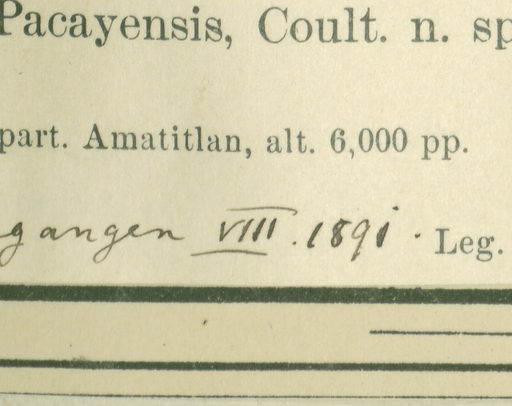 Pacayensis, Coult. n. sp
part. Amatitlan, alt. 6,000 pp.
gangen VIII. 1891. Leg.